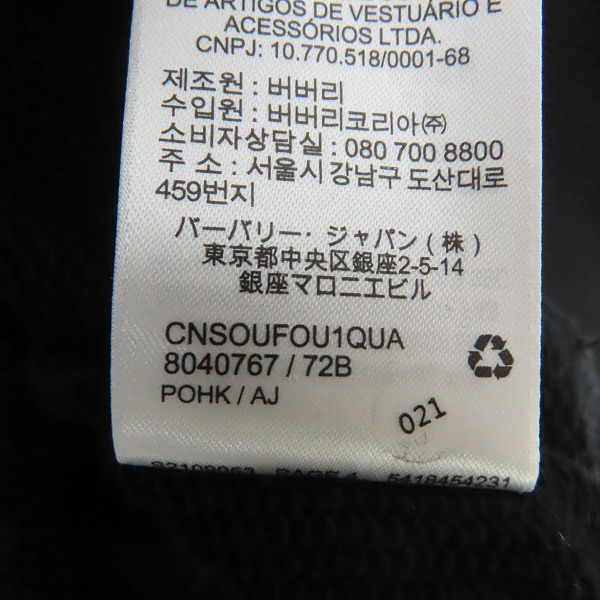 DE ARTIGOS DE VESTUÁRIO E
ACESSÓRIOS LTDA.
CNPJ: 10.770.518/0001-68
제조원 : 버버리
수입원 : 버버리코리아㈜
소비자상담실 : 080 700 8800
주 소 : 서울시 강남구 도산대로
459번지
バーバリー・ジャパン(株)
東京都中央区銀座2-5-14
銀座マロニエビル
CNSOUFOU1QUA
8040767 / 72B
POHK / AJ
021
PAGE 4 5418454231